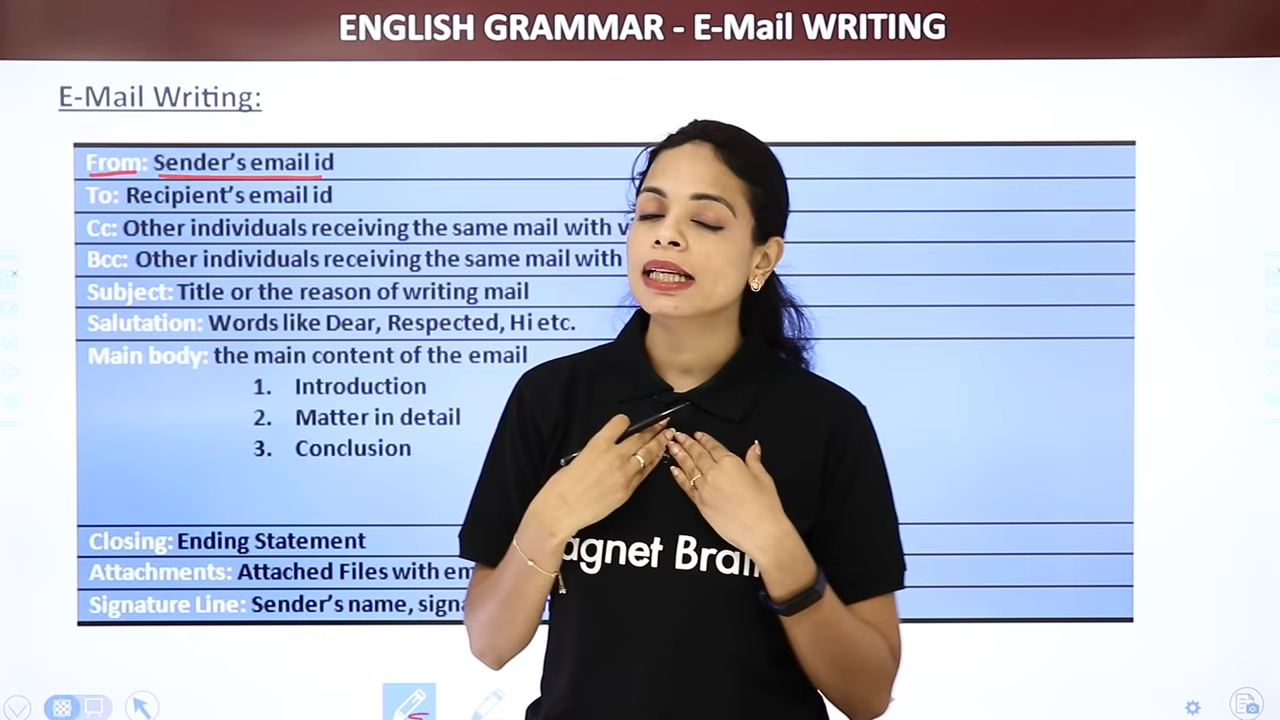 ENGLISH GRAMMAR - E-Mail WRITING
E-Mail Writing:
From: Sender's email id
To: Recipient's email id
Cc: Other individuals receiving the same mail with
Bcc: Other individuals receiving the same mail with
Subject: Title or the reason of writing mail
Salutation: Words like Dear, Respected, Hi etc.
Main body: the main content of the email
1. Introduction
2. Matter in detail
3. Conclusion
Closing: Ending Statement
Attachments: Attached Files with
Signature Line: Sender's name,
agnet Brai